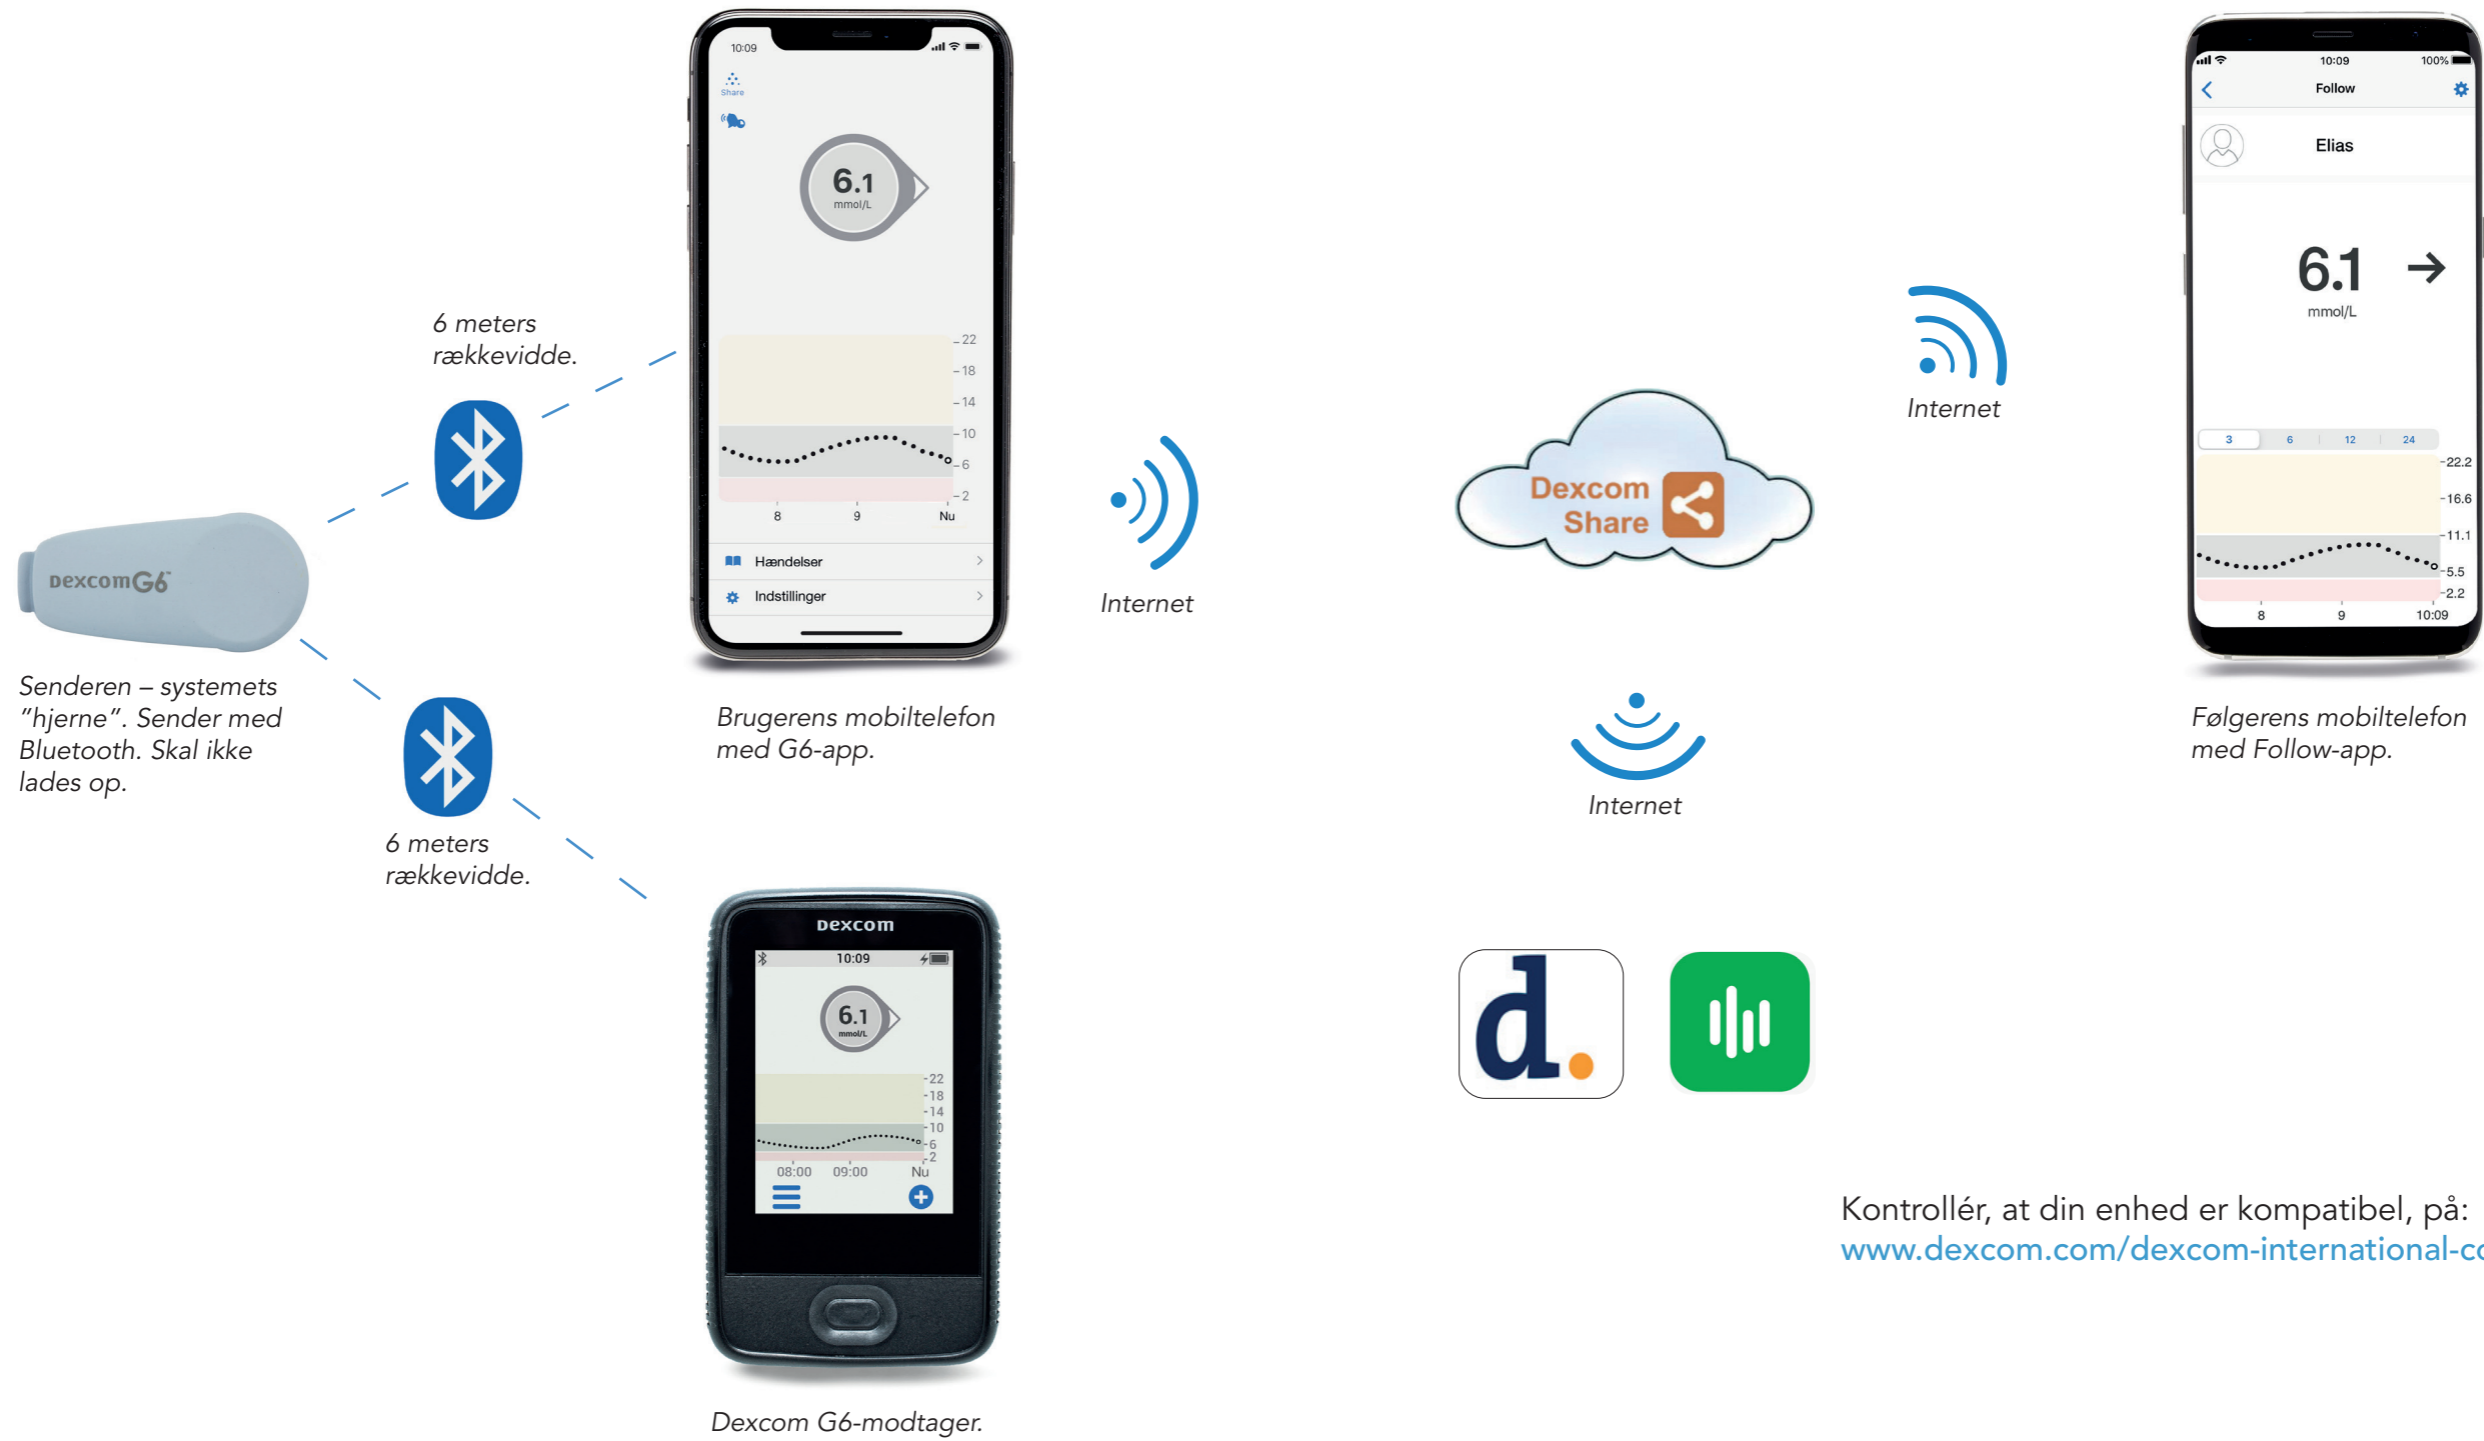 10:09
Share
6.1
mmol/L
22
18
14
10
6
2
8 9 Nu
Hændelser
Indstillinger
Brugerens mobiltelefon
med G6-app.
6 meters
rækkevidde.
Dexcom G6™
Senderen – systemets
”hjerne”. Sender med
Bluetooth. Skal ikke
lades op.
6 meters
rækkevidde.
Dexcom
10:09
6.1
mmol/L
22
18
14
10
6
2
08:00 09:00 Nu
Dexcom G6-modtager.
Internet
Dexcom
Share
Internet
Internet
d.
10:09 100%
Follow
Elias
6.1
mmol/L
3 6 12 24
22.2
16.6
11.1
5.5
2.2
8 9 10:09
Følgerens mobiltelefon
med Follow-app.
Kontrollér, at din enhed er kompatibel, på:
www.dexcom.com/dexcom-international-co